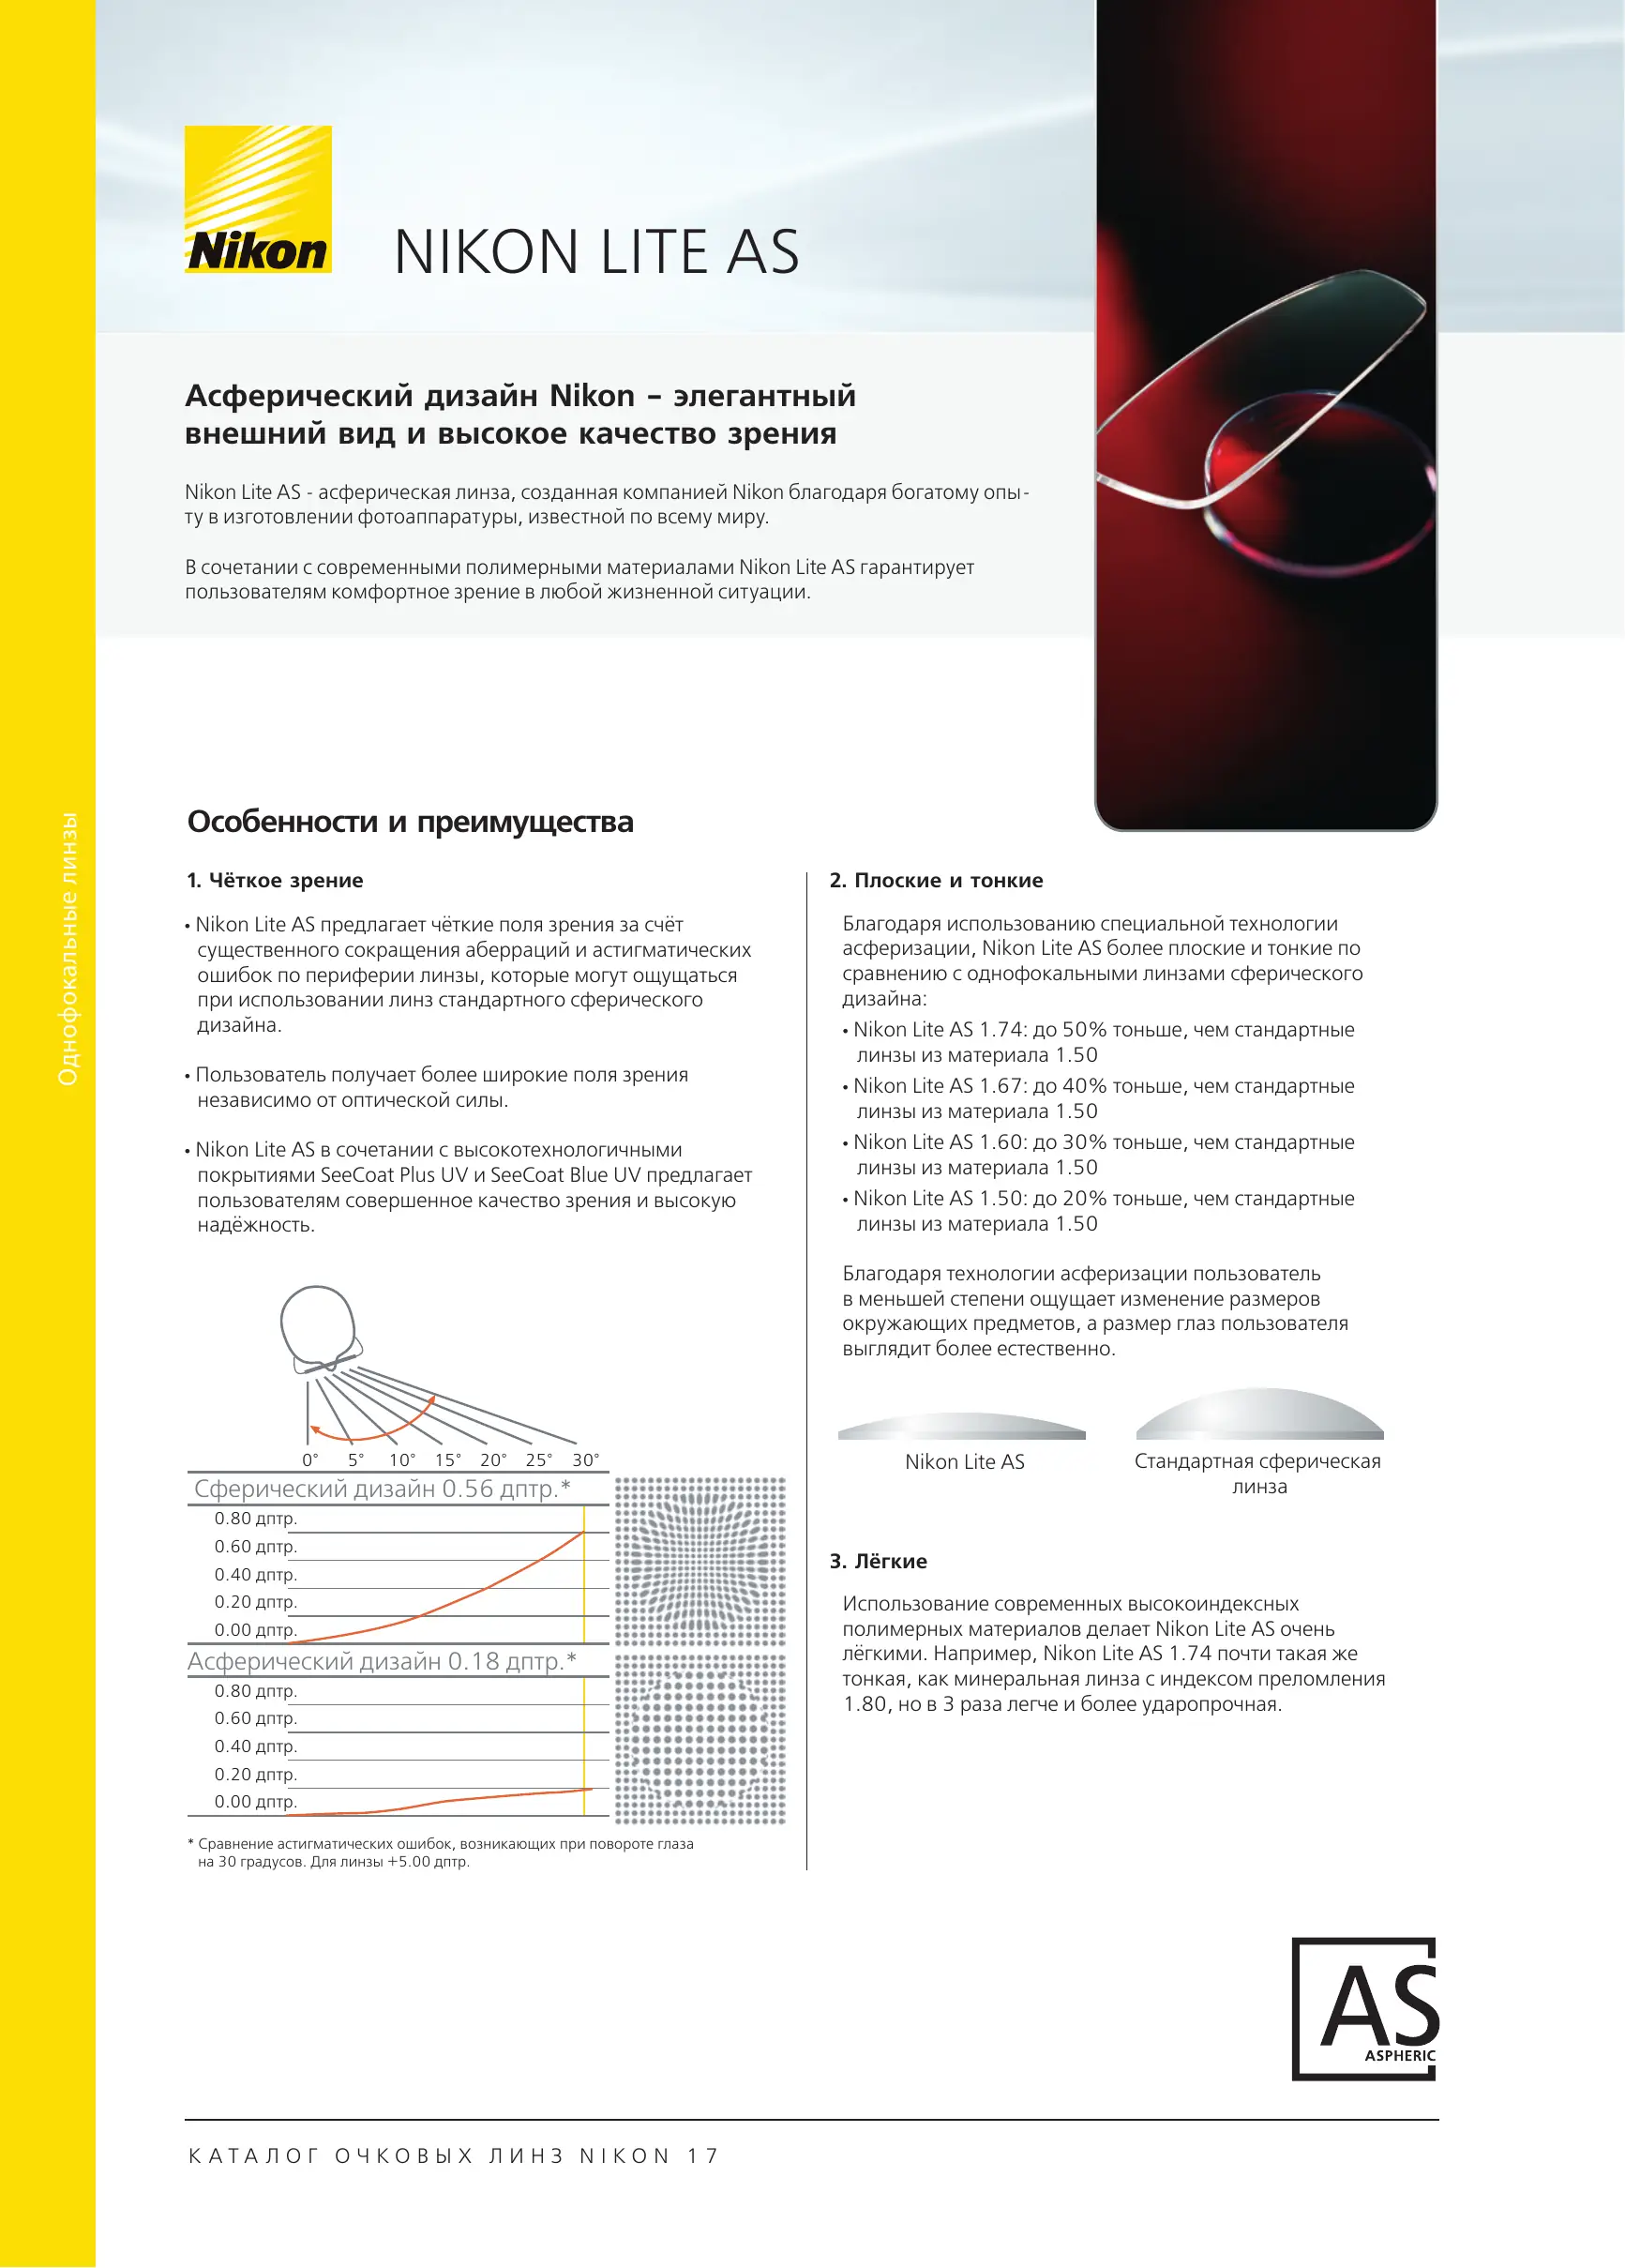 Nikon
NIKON LITE AS
Асферический дизайн Nikon – элегантный
внешний вид и высокое качество зрения
Nikon Lite AS - асферическая линза, созданная компанией Nikon благодаря богатому опы-
ту в изготовлении фотоаппаратуры, известной по всему миру.
В сочетании с современными полимерными материалами Nikon Lite AS гарантирует
пользователям комфортное зрение в любой жизненной ситуации.
Однофокальные линзы
Особенности и преимущества
1. Чёткое зрение
• Nikon Lite AS предлагает чёткие поля зрения за счёт
существенного сокращения аберраций и астигматических
ошибок по периферии линзы, которые могут ощущаться
при использовании линз стандартного сферического
дизайна.
• Пользователь получает более широкие поля зрения
независимо от оптической силы.
• Nikon Lite AS в сочетании с высокотехнологичными
покрытиями SeeCoat Plus UV и SeeCoat Blue UV предлагает
пользователям совершенное качество зрения и высокую
надёжность.
0° 5° 10° 15° 20° 25° 30°
Сферический дизайн 0.56 дптр.*
0.80 дптр.
0.60 дптр.
0.40 дптр.
0.20 дптр.
0.00 дптр.
Асферический дизайн 0.18 дптр.*
0.80 дптр.
0.60 дптр.
0.40 дптр.
0.20 дптр.
0.00 дптр.
* Сравнение астигматических ошибок, возникающих при повороте глаза
на 30 градусов. Для линзы +5.00 дптр.
2. Плоские и тонкие
Благодаря использованию специальной технологии
асферизации, Nikon Lite AS более плоские и тонкие по
сравнению с однофокальными линзами сферического
дизайна:
• Nikon Lite AS 1.74: до 50% тоньше, чем стандартные
линзы из материала 1.50
• Nikon Lite AS 1.67: до 40% тоньше, чем стандартные
линзы из материала 1.50
• Nikon Lite AS 1.60: до 30% тоньше, чем стандартные
линзы из материала 1.50
• Nikon Lite AS 1.50: до 20% тоньше, чем стандартные
линзы из материала 1.50
Благодаря технологии асферизации пользователь
в меньшей степени ощущает изменение размеров
окружающих предметов, а размер глаз пользователя
выглядит более естественно.
Nikon Lite AS
Стандартная сферическая
линза
3. Лёгкие
Использование современных высокоиндексных
полимерных материалов делает Nikon Lite AS очень
лёгкими. Например, Nikon Lite AS 1.74 почти такая же
тонкая, как минеральная линза с индексом преломления
1.80, но в 3 раза легче и более ударопрочная.
AS
ASPHERIC
КАТАЛОГ ОЧКОВЫХ ЛИНЗ NIKON 17